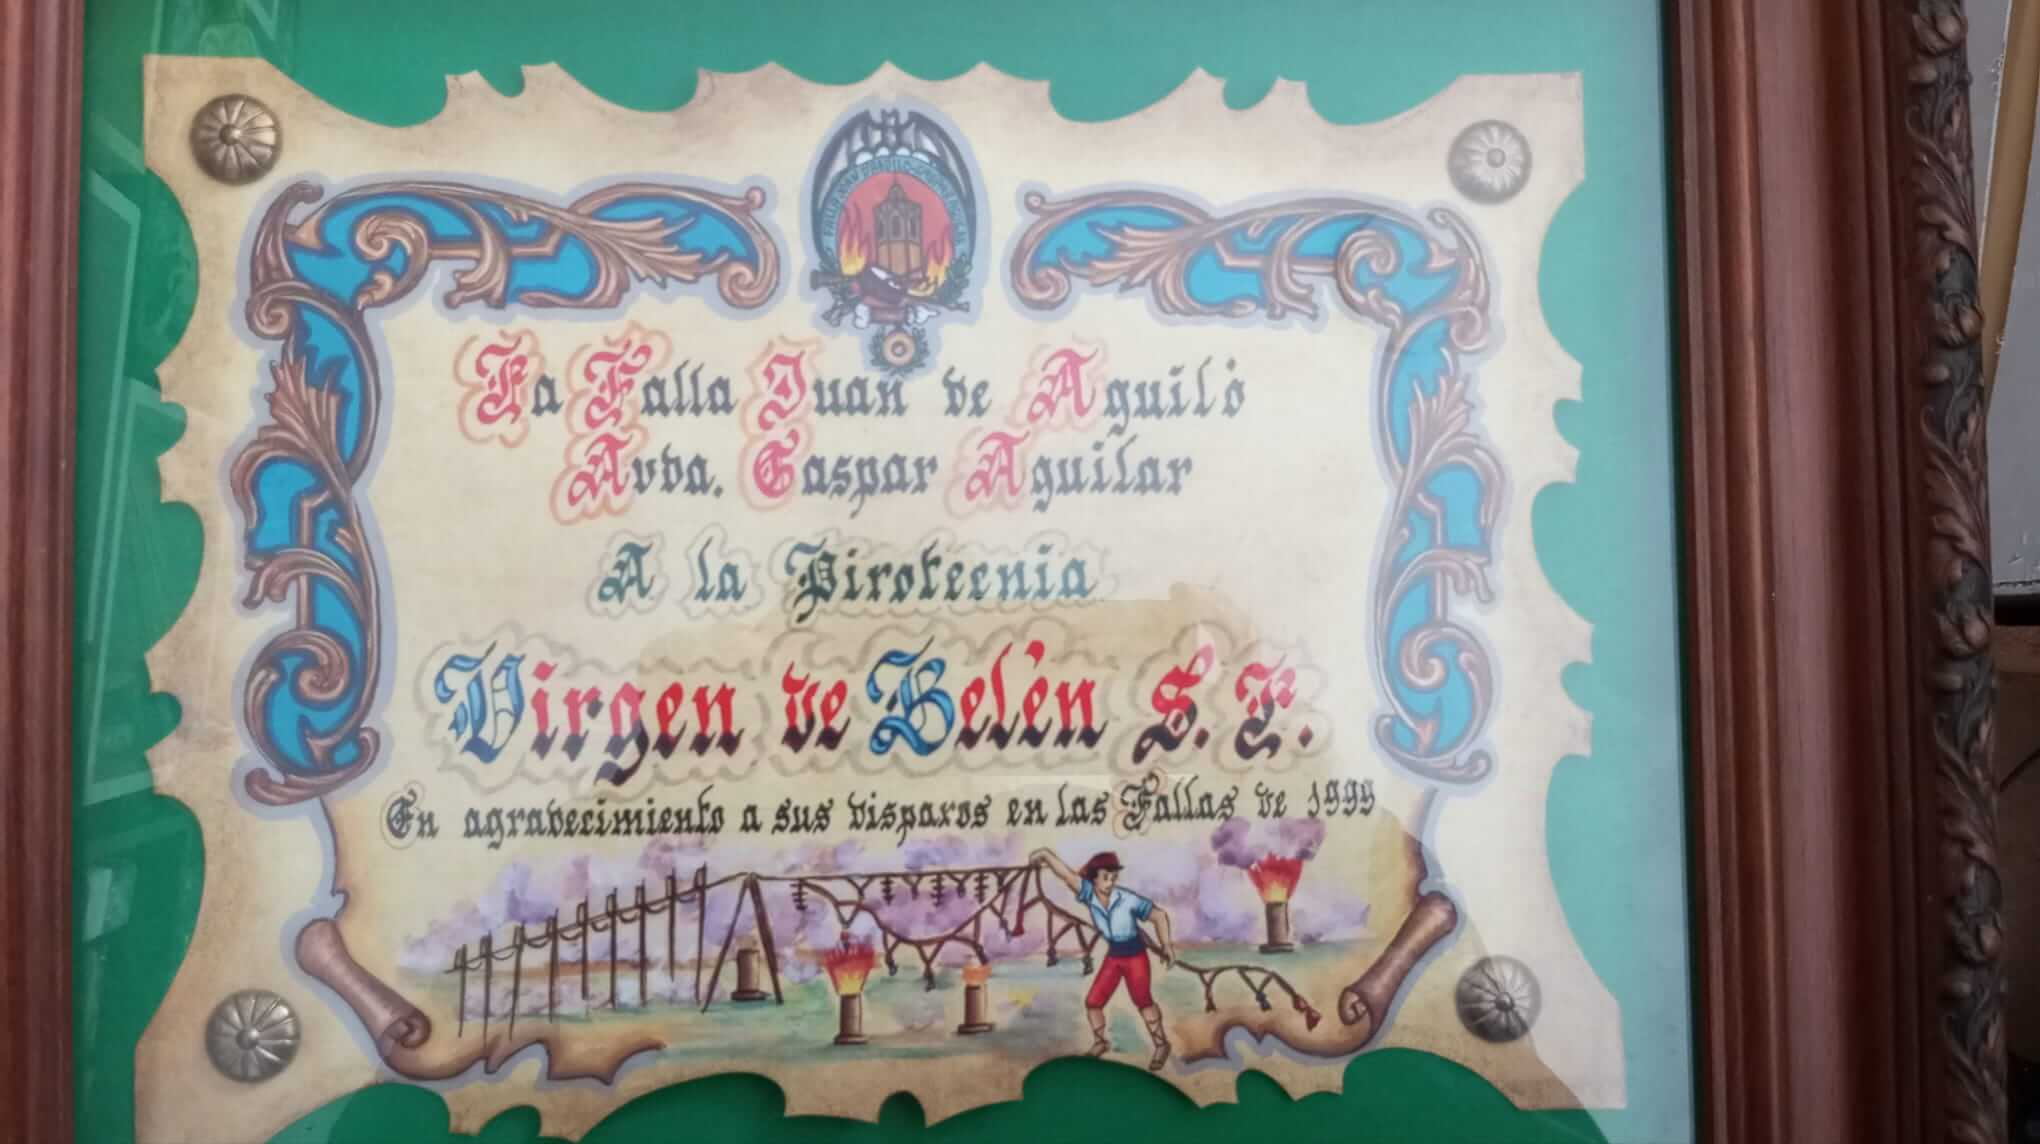 La Falla Juan de Aguiló
Avda. Gaspar Aguilar
A la Pirotecnia
Virgen de Belén S.L.
En agradecimiento a sus disparos en las Fallas de 1999